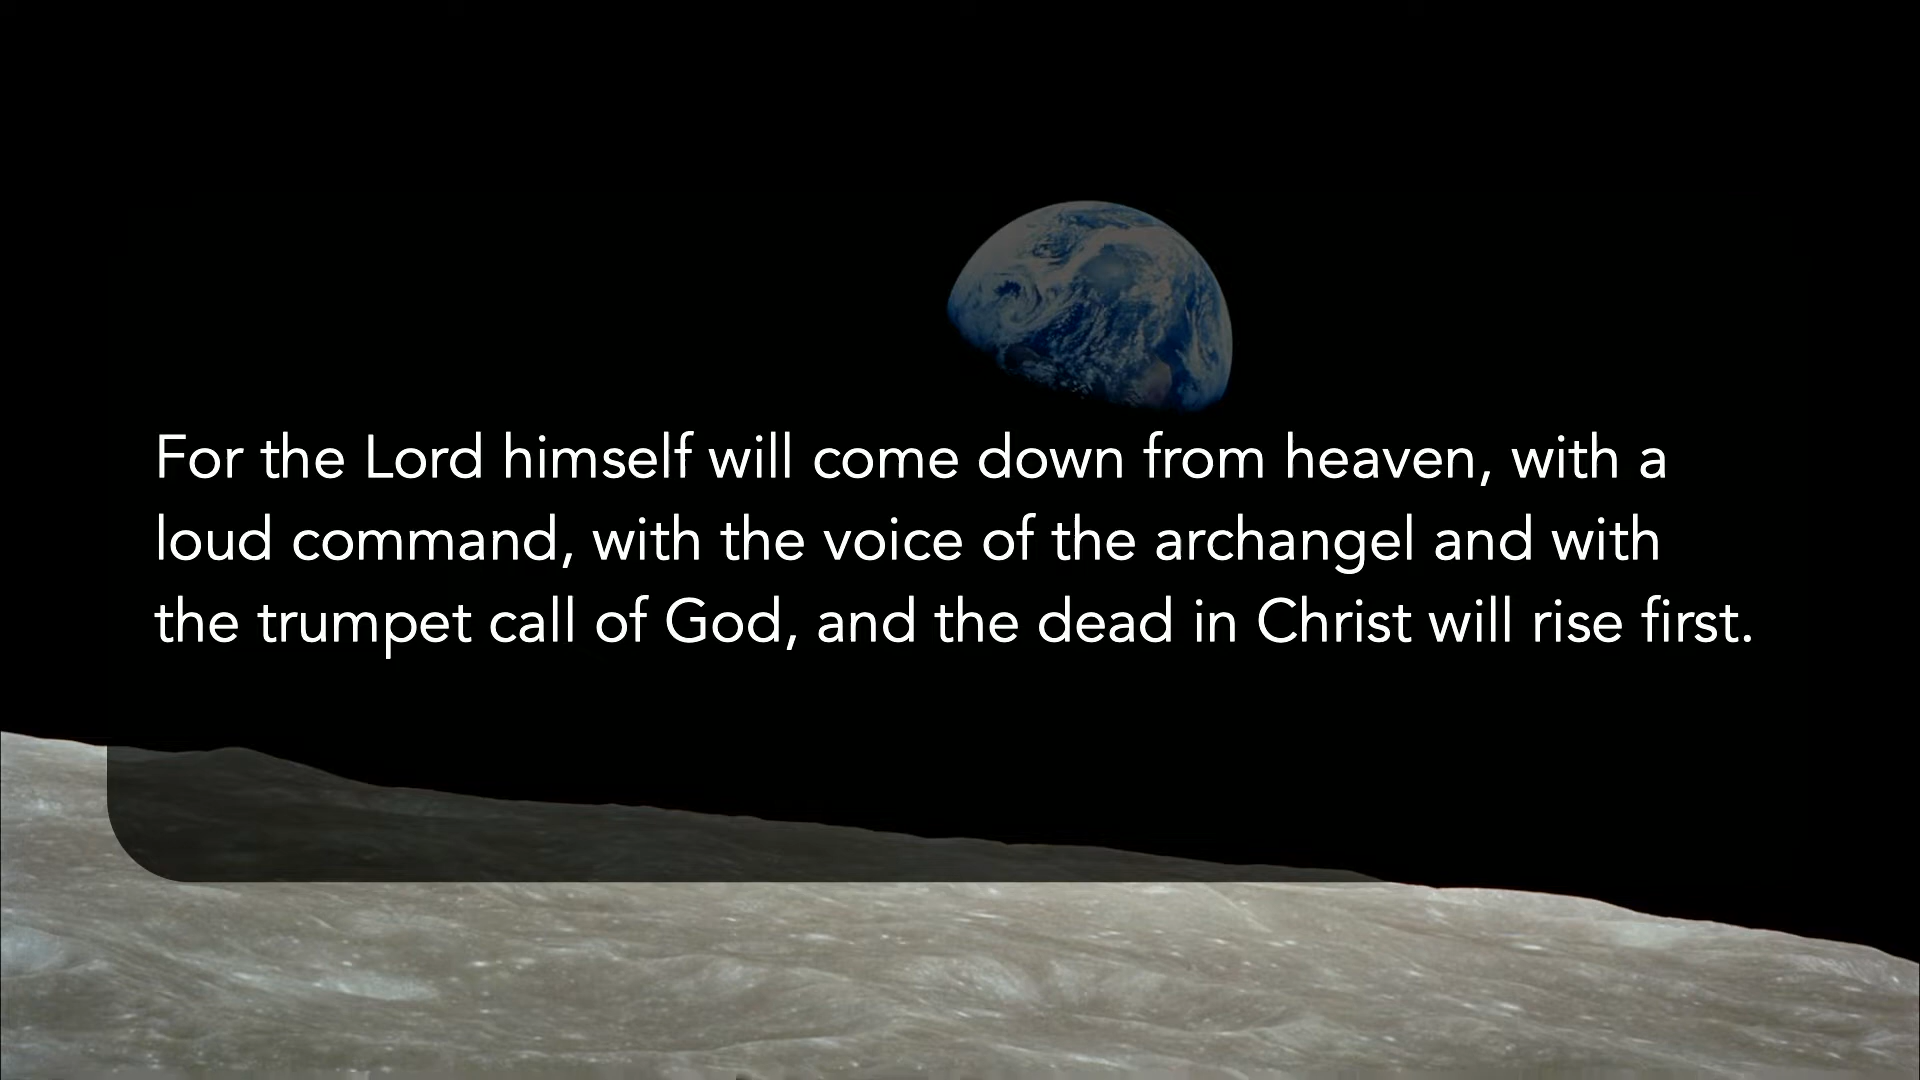 For the Lord himself will come down from heaven, with a
loud command, with the voice of the archangel and with
the trumpet call of God, and the dead in Christ will rise first.